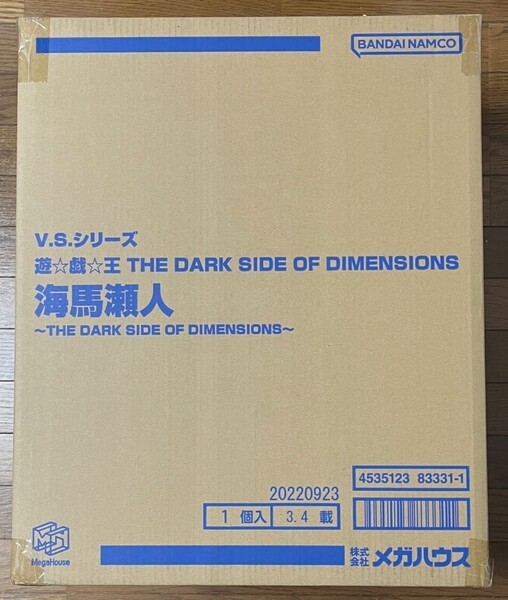 BANDAI NAMCO
V.S.シリーズ
遊☆戯☆王 THE DARK SIDE OF DIMENSIONS
海馬瀬人
～THE DARK SIDE OF DIMENSIONS～
4535123 83331-1
20220923
1 個入 3.4 載
MegaHouse
株式会社 メガハウス